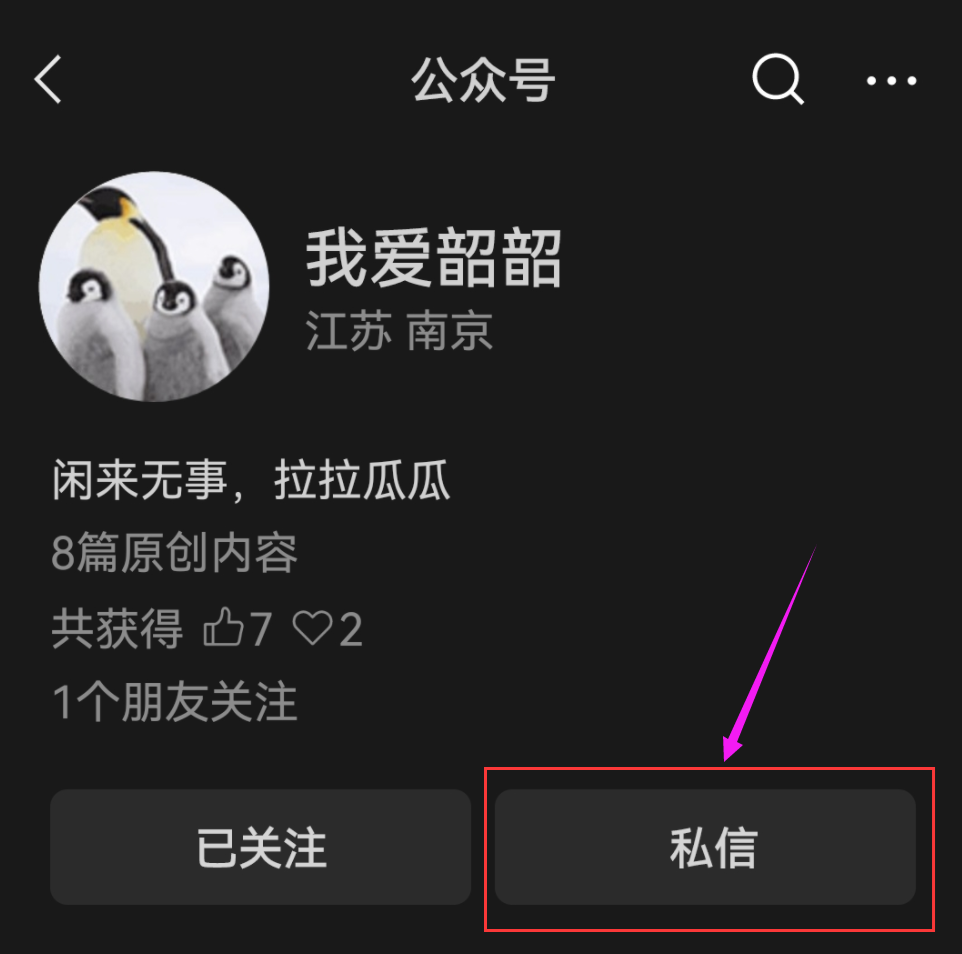 公众号
我爱韶韶
江苏 南京
闲来无事，拉拉瓜瓜
8篇原创内容
共获得 7 2
1个朋友关注
已关注 私信